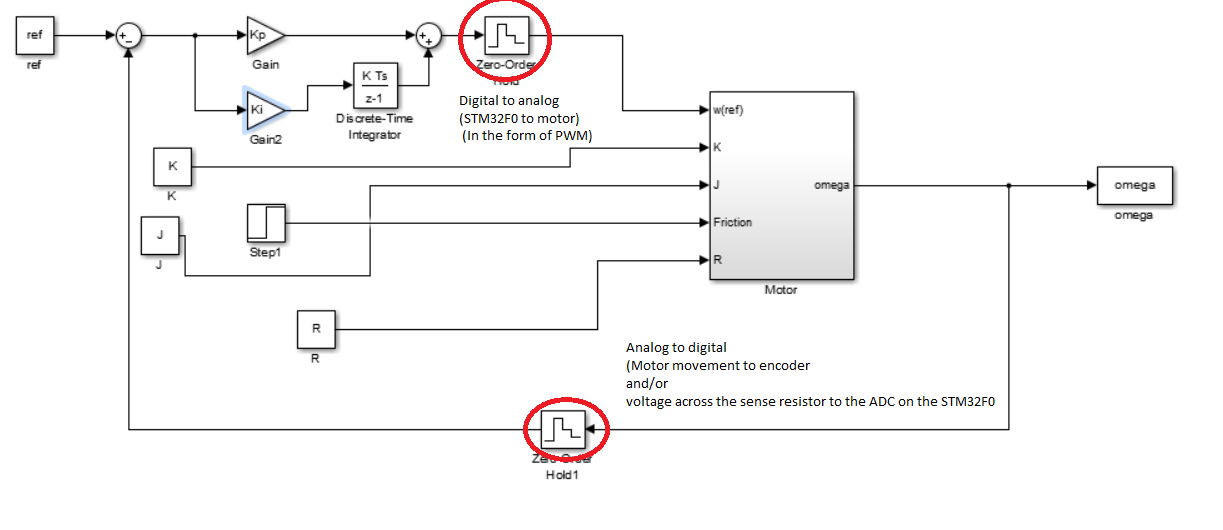 ref
ref
Kp
Gain
Ki
Gain2
K Ts
z-1
Discrete-Time
Integrator
Zero-Order
Hold
Digital to analog
(STM32F0 to motor)
(In the form of PWM)
K
K
J
J
Step1
R
R
w(ref)
K
J
Friction
R
omega
Motor
omega
omega
Analog to digital
(Motor movement to encoder
and/or
voltage across the sense resistor to the ADC on the STM32F0
Zero-Order
Hold1